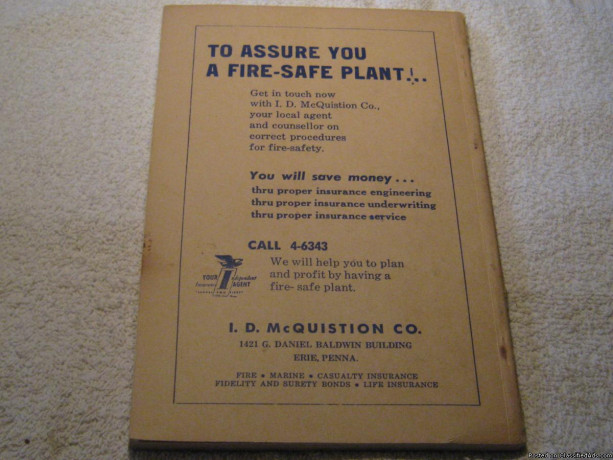 TO ASSURE YOU
A FIRE-SAFE PLANT!..
Get in touch now
with I. D. McQuistion Co.,
your local agent
and counsellor on
correct procedures
for fire-safety.
You will save money...
thru proper insurance engineering
thru proper insurance underwriting
thru proper insurance service
CALL 4-6343
We will help you to plan
and profit by having a
fire- safe plant.
YOUR Independent
Insurance AGENT
I. D. McQUISTION CO.
1421 G. DANIEL BALDWIN BUILDING
ERIE, PENNA.
FIRE • MARINE • CASUALTY INSURANCE
FIDELITY AND SURETY BONDS • LIFE INSURANCE